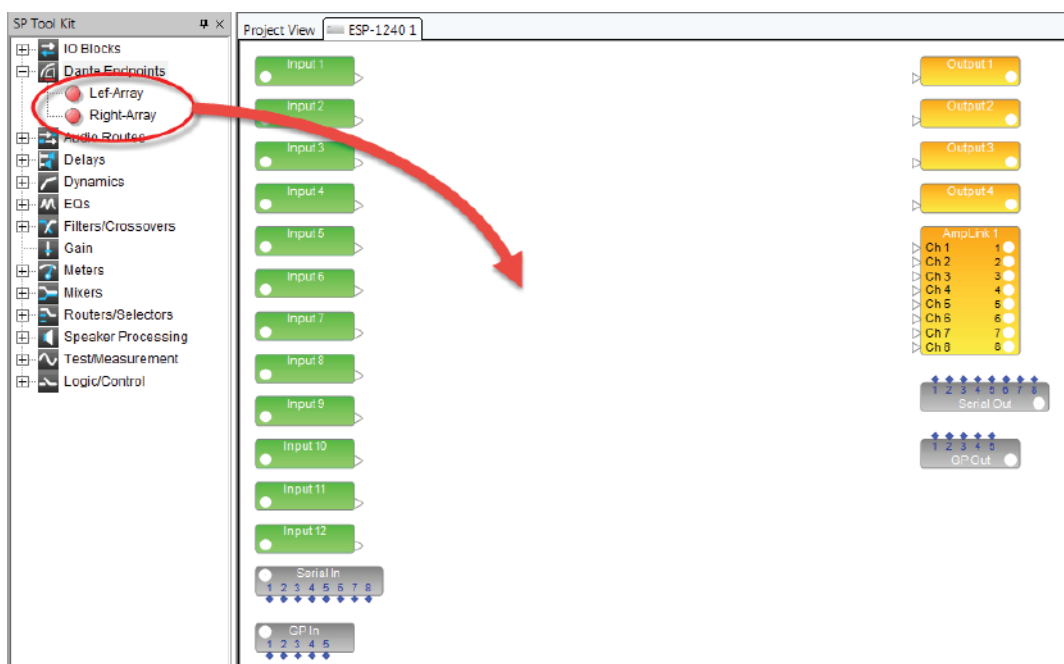 SP Tool Kit
IO Blocks
Dante Endpoints
Lef-Array
Right-Array
Audio Routes
Delays
Dynamics
EQs
Filters/Crossovers
Gain
Meters
Mixers
Routers/Selectors
Speaker Processing
Test/Measurement
Logic/Control
Project View
ESP-1240 1
Input 1
Input 2
Input 3
Input 4
Input 5
Input 6
Input 7
Input 8
Input 9
Input 10
Input 11
Input 12
Serial In
1 2 3 4 5 6 7 8
GP In
1 2 3 4 5
Output 1
Output 2
Output 3
Output 4
AmpLink 1
Ch 1 1
Ch 2 2
Ch 3 3
Ch 4 4
Ch 5 5
Ch 6 6
Ch 7 7
Ch 8 8
1 2 3 4 5 6 7 8
Serial Out
1 2 3 4 5
GP Out